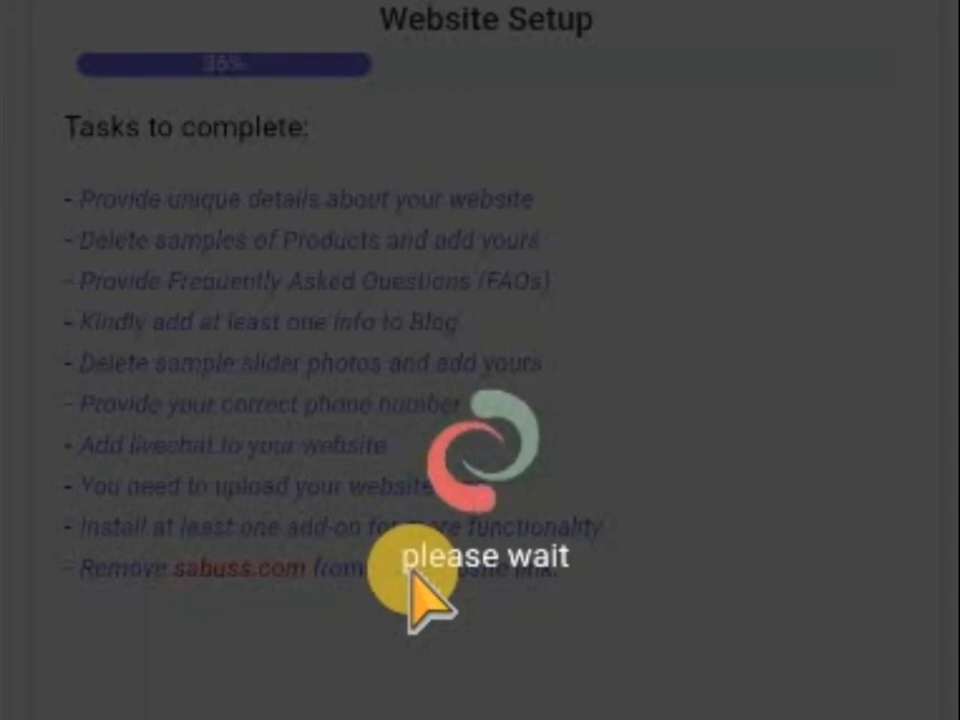 Website Setup
36%
Tasks to complete:
- Provide unique details about your website
- Delete samples of Products and add yours
- Provide Frequently Asked Questions (FAQs)
- Kindly add at least one info to Blog.
- Delete sample slider photos and add yours
- Provide your correct phone number
- Add livechat to your website
- You need to upload your website
- Install at least one add-on for more functionality
please wait
- Remove sabuss.com from link.